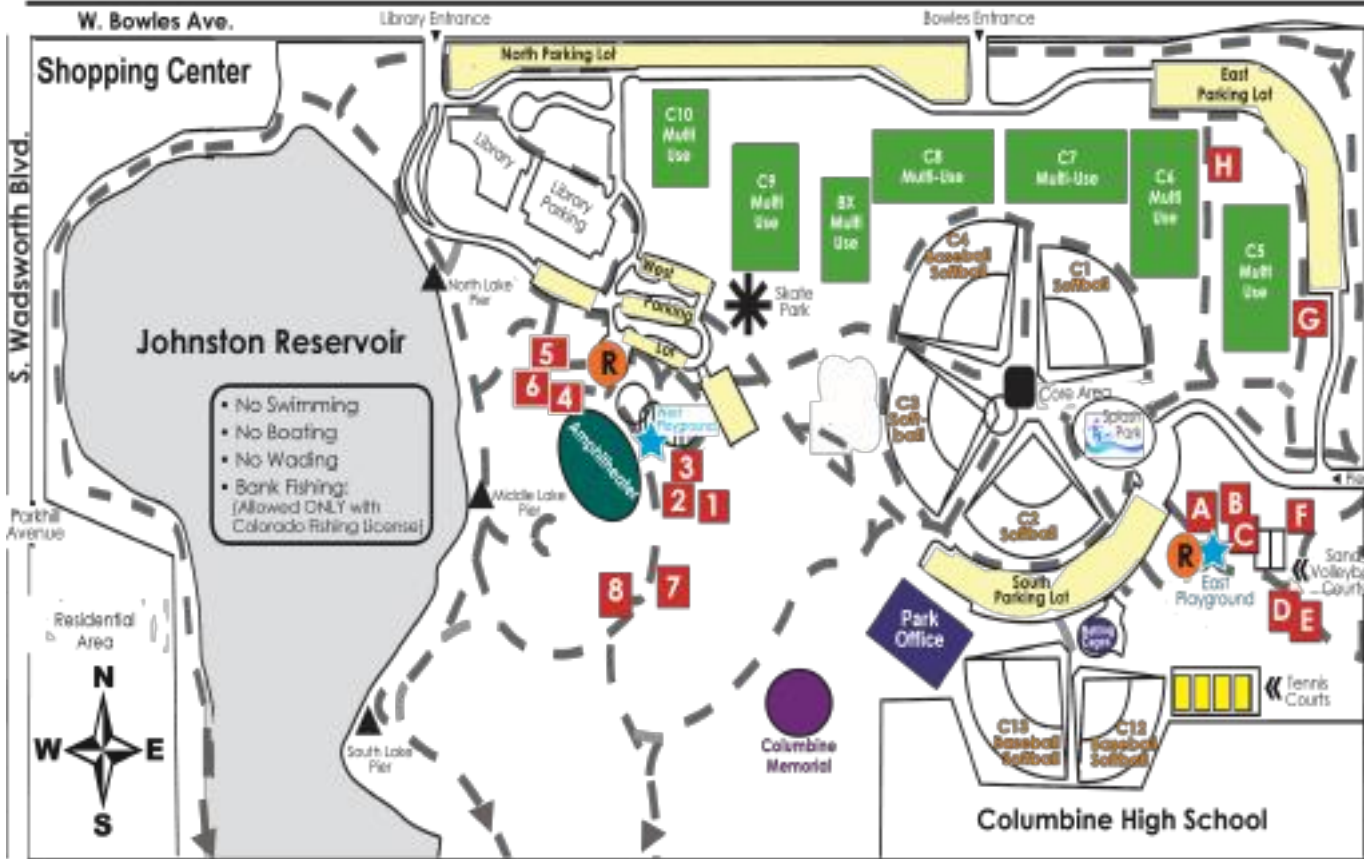 W. Bowles Ave.
Library Entrance
Bowles Entrance
Shopping Center
North Parking Lot
East
Parking Lot
S. Wadsworth Blvd.
Library
Library
Parking
C10
Multi
Use
C9
Multi
Use
BX
Multi
Use
C8
Multi-Use
C7
Multi-Use
C6
Multi
Use
H
C5
Multi
Use
G
C4
Baseball
Softball
C1
Softball
North Lake
Pier
West
Parking
Lot
Skate
Park
Johnston Reservoir
• No Swimming
• No Boating
• No Wading
• Bank Fishing:
(Allowed ONLY with
Colorado Fishing License)
5
6
4
R
West
Playground
Amphitheater
3
2
1
C3
Soft-
ball
Core Area
Splash
Park
Middle Lake
Pier
Parkhill
Avenue
C2
Softball
A
B
C
F
R
East
Playground
Sand
Courts
D
E
8
7
South
Parking Lot
Park
Office
Batting
Cages
Residential
Area
N
W
E
S
South Lake
Pier
Columbine
Memorial
C13
Baseball
Softball
C12
Baseball
Softball
Tennis
Courts
Columbine High School